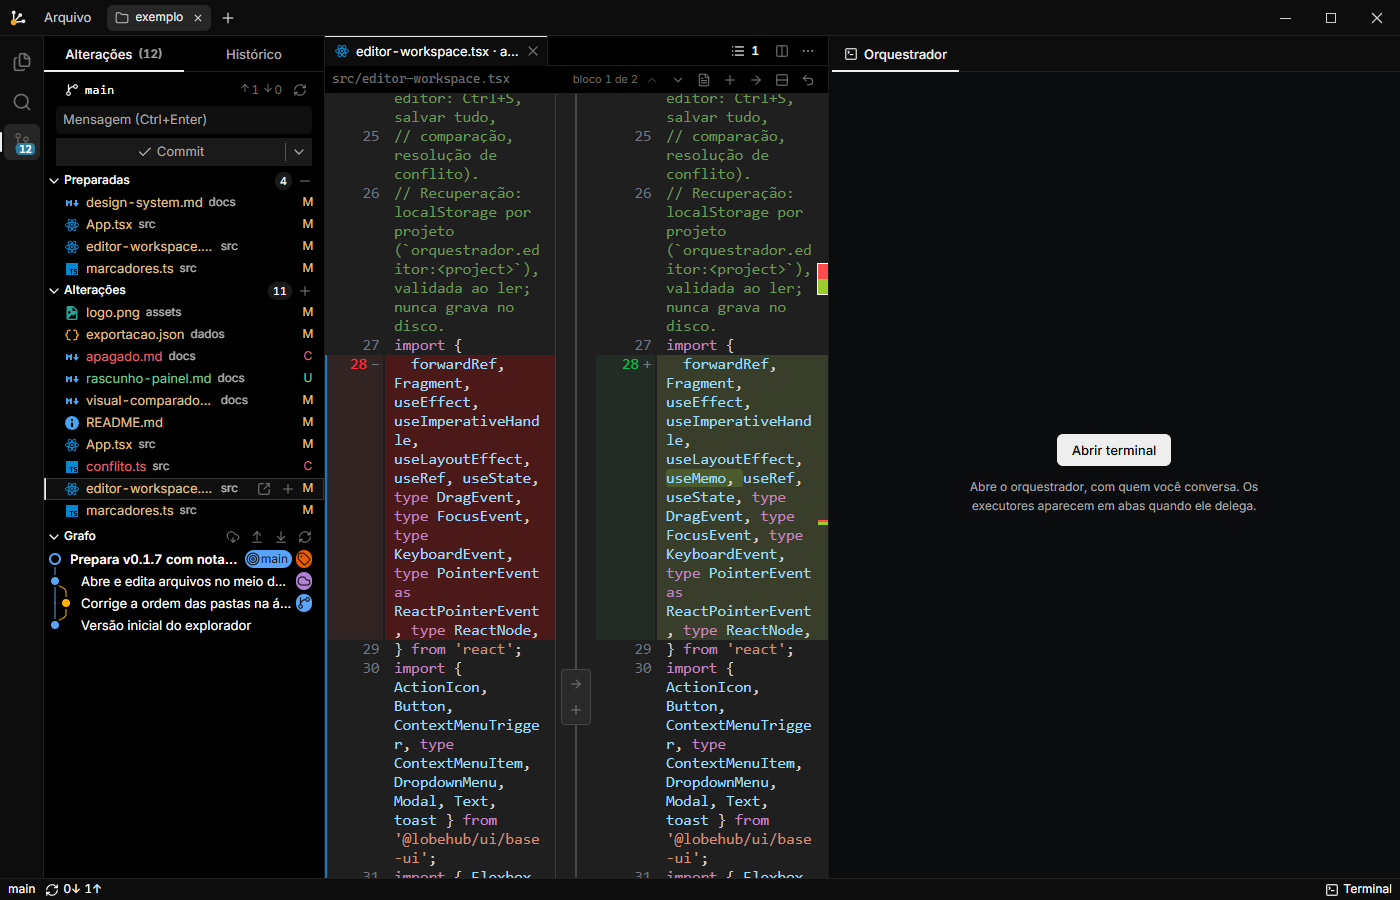 Arquivo
exemplo
Alterações (12)
Histórico
main
↑1 ↓0
Mensagem (Ctrl+Enter)
Commit
Preparadas 4
design-system.md docs M
App.tsx src M
editor-workspace.... src M
marcadores.ts src M
Alterações 11
logo.png assets M
exportacao.json dados M
apagado.md docs C
rascunho-painel.md docs U
visual-comparado... docs M
README.md M
App.tsx src M
conflito.ts src C
editor-workspace.... src M
marcadores.ts src M
Grafo
Prepara v0.1.7 com nota... main
Abre e edita arquivos no meio d...
Corrige a ordem das pastas na á...
Versão inicial do explorador
12
editor-workspace.tsx · a...
1
src/editor-workspace.tsx
bloco 1 de 2
editor: Ctrl+S,
salvar tudo,
25 // comparação,
resolução de
conflito).
26 // Recuperação:
localStorage por
projeto
(`orquestrador.ed
itor:<project>`),
validada ao ler;
nunca grava no
disco.
27 import {
28 − forwardRef,
Fragment,
useEffect,
useImperativeHand
le,
useLayoutEffect,
useRef, useState,
type DragEvent,
type FocusEvent,
type
KeyboardEvent,
type PointerEvent
as
ReactPointerEvent
, type ReactNode,
29 } from 'react';
30 import {
ActionIcon,
Button,
ContextMenuTrigge
r, type
ContextMenuItem,
DropdownMenu,
Modal, Text,
toast } from
'@lobehub/ui/base
-ui';
31 import { Flexbox
editor: Ctrl+S,
salvar tudo,
25 // comparação,
resolução de
conflito).
26 // Recuperação:
localStorage por
projeto
(`orquestrador.ed
itor:<project>`),
validada ao ler;
nunca grava no
disco.
27 import {
28 + forwardRef,
Fragment,
useEffect,
useImperativeHand
le,
useLayoutEffect,
useMemo, useRef,
useState, type
DragEvent, type
FocusEvent, type
KeyboardEvent,
type PointerEvent
as
ReactPointerEvent
, type ReactNode,
29 } from 'react';
30 import {
ActionIcon,
Button,
ContextMenuTrigge
r, type
ContextMenuItem,
DropdownMenu,
Modal, Text,
toast } from
'@lobehub/ui/base
-ui';
31 import { Flexbox
Orquestrador
Abrir terminal
Abre o orquestrador, com quem você conversa. Os
executores aparecem em abas quando ele delega.
main 0↓ 1↑
Terminal